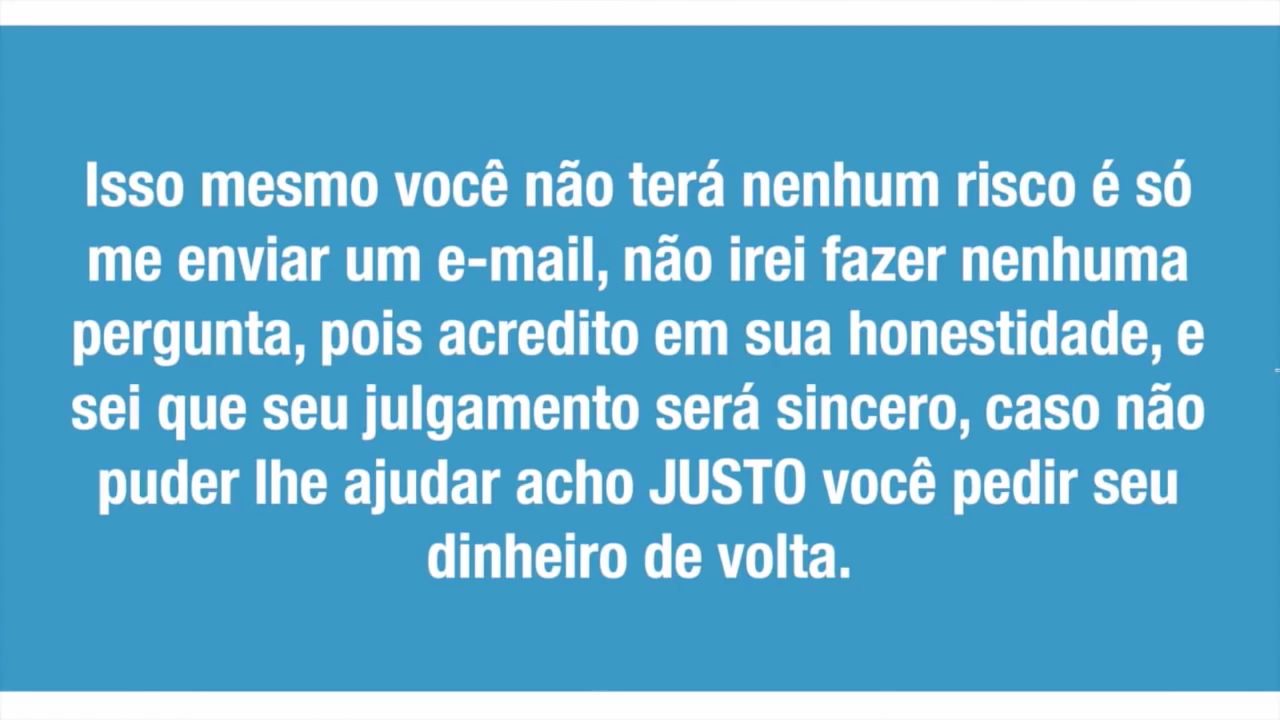 Isso mesmo você não terá nenhum risco é só
me enviar um e-mail, não irei fazer nenhuma
pergunta, pois acredito em sua honestidade, e
sei que seu julgamento será sincero, caso não
puder lhe ajudar acho JUSTO você pedir seu
dinheiro de volta.